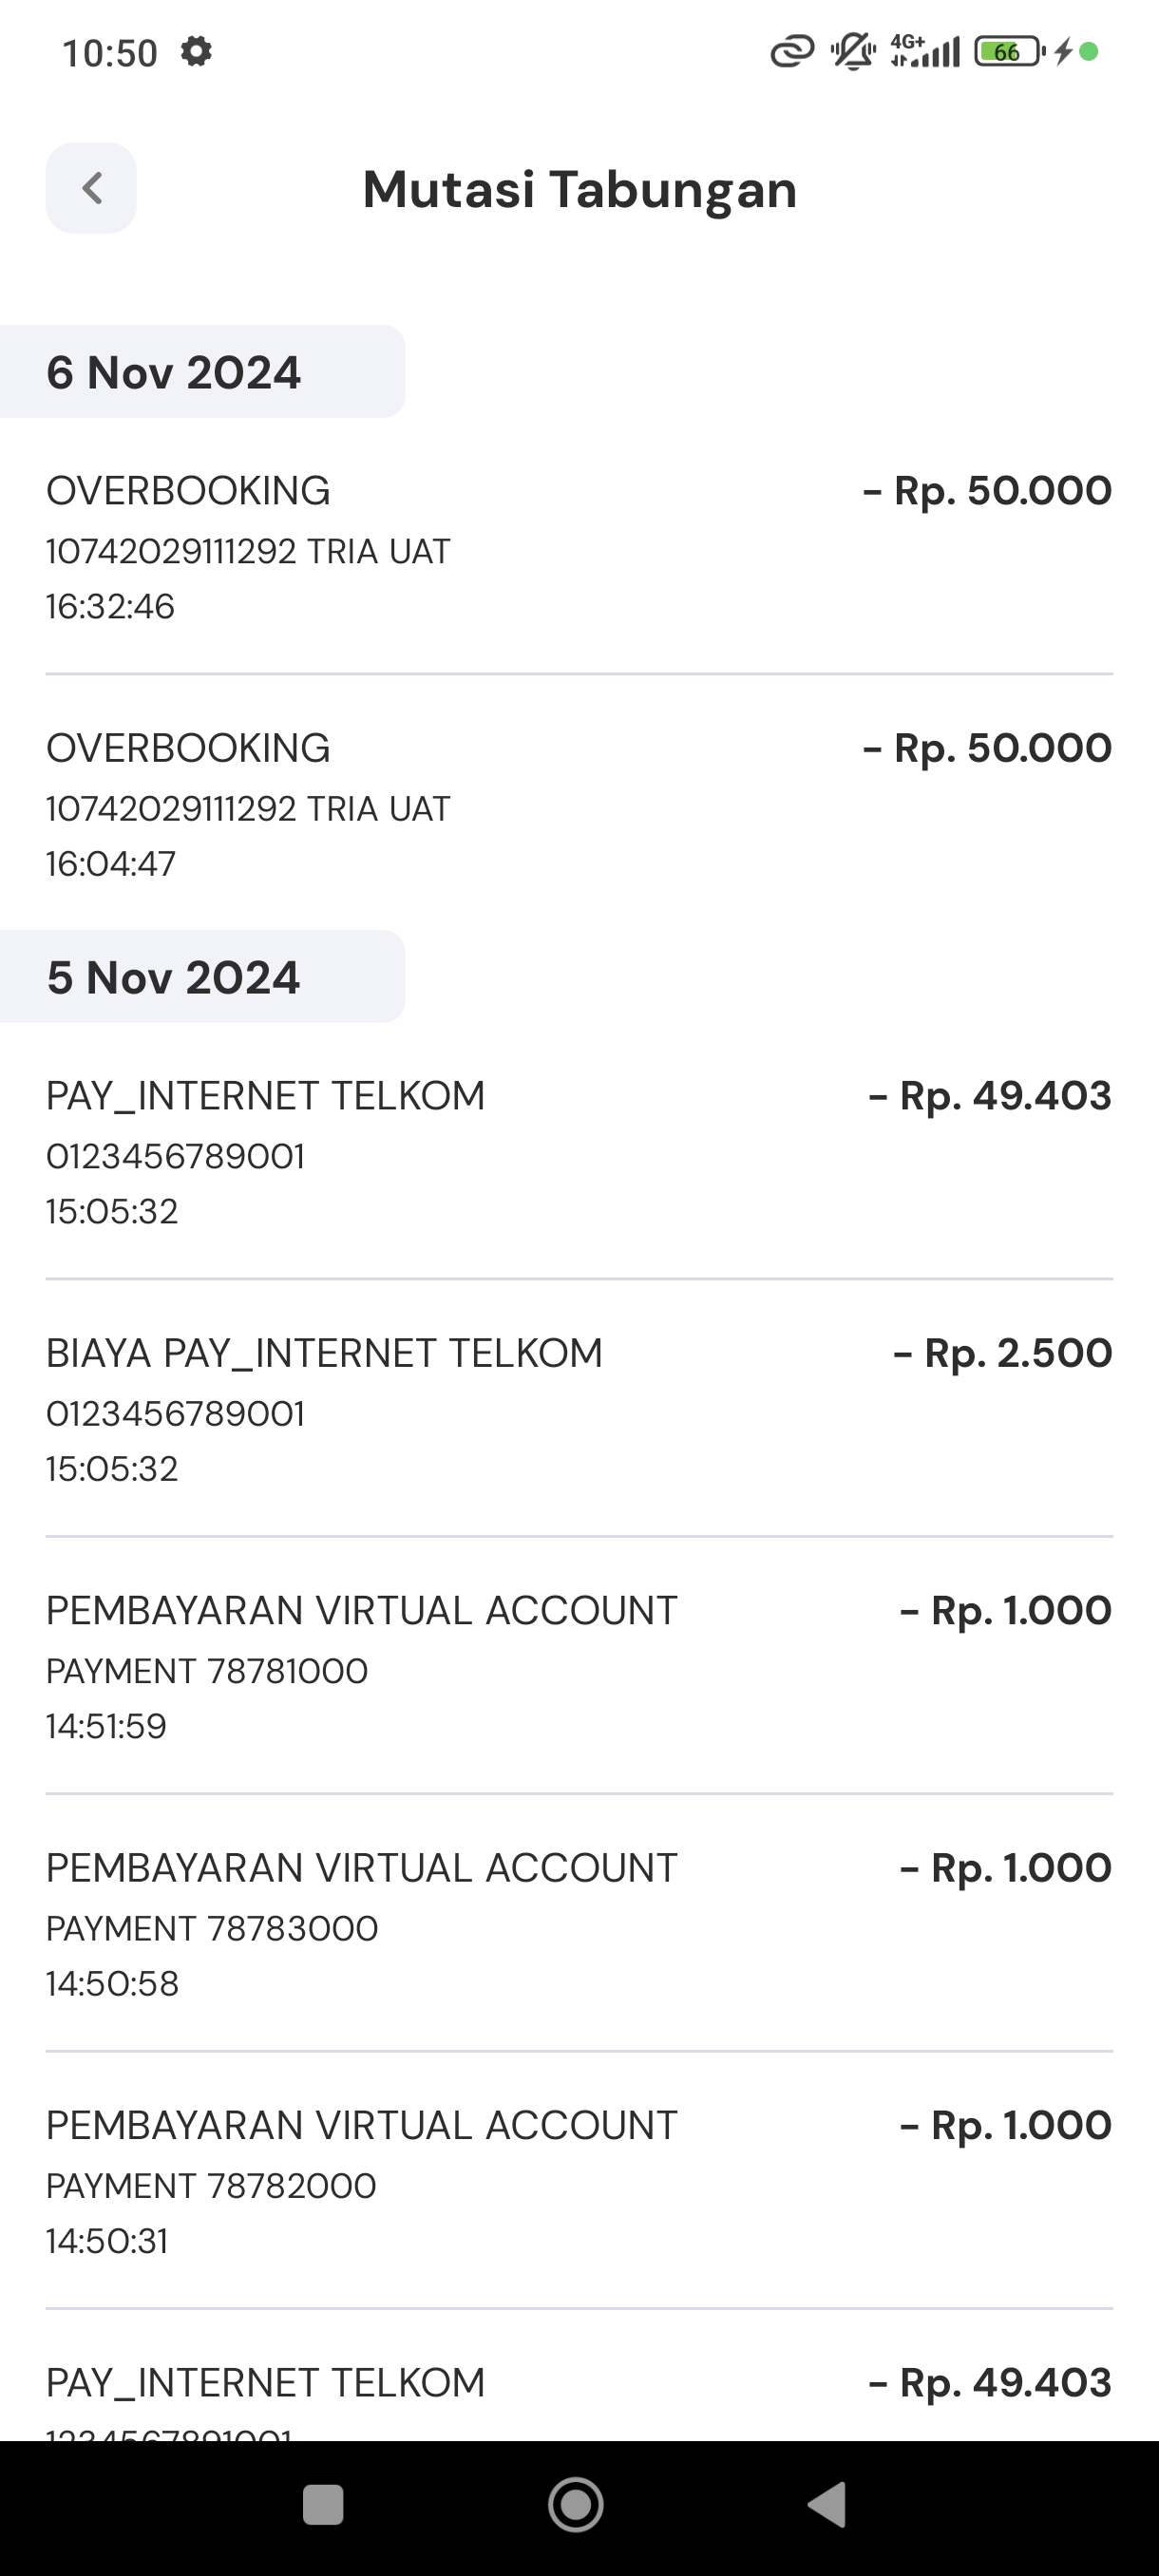 10:50
4G+
66
Mutasi Tabungan
6 Nov 2024
OVERBOOKING
- Rp. 50.000
10742029111292 TRIA UAT
16:32:46
OVERBOOKING
- Rp. 50.000
10742029111292 TRIA UAT
16:04:47
5 Nov 2024
PAY_INTERNET TELKOM
- Rp. 49.403
0123456789001
15:05:32
BIAYA PAY_INTERNET TELKOM
- Rp. 2.500
0123456789001
15:05:32
PEMBAYARAN VIRTUAL ACCOUNT
- Rp. 1.000
PAYMENT 78781000
14:51:59
PEMBAYARAN VIRTUAL ACCOUNT
- Rp. 1.000
PAYMENT 78783000
14:50:58
PEMBAYARAN VIRTUAL ACCOUNT
- Rp. 1.000
PAYMENT 78782000
14:50:31
PAY_INTERNET TELKOM
- Rp. 49.403